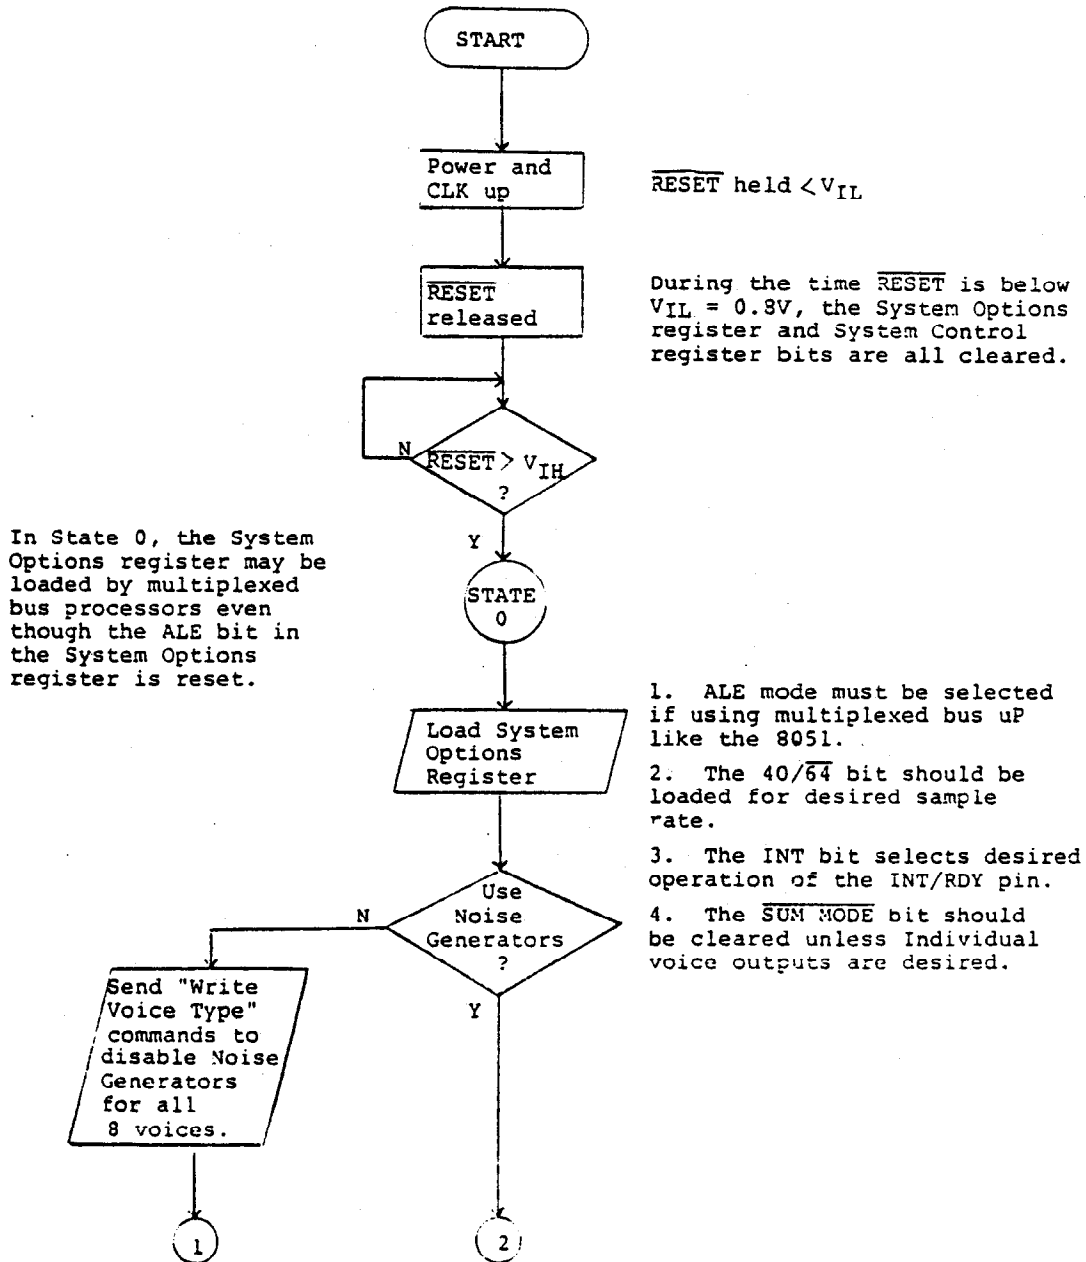 START
Power and
CLK up
RESET held < VIL
RESET
released
During the time RESET is below
VIL = 0.8V, the System Options
register and System Control
register bits are all cleared.
N
RESET > VIH
?
Y
In State 0, the System
Options register may be
loaded by multiplexed
bus processors even
though the ALE bit in
the System Options
register is reset.
STATE
0
Load System
Options
Register
1. ALE mode must be selected
if using multiplexed bus uP
like the 8051.
2. The 40/64 bit should be
loaded for desired sample
rate.
3. The INT bit selects desired
operation of the INT/RDY pin.
4. The SUM MODE bit should
be cleared unless Individual
voice outputs are desired.
Use
Noise
Generators
?
N
Y
Send "Write
Voice Type"
commands to
disable Noise
Generators
for all
8 voices.
1
2